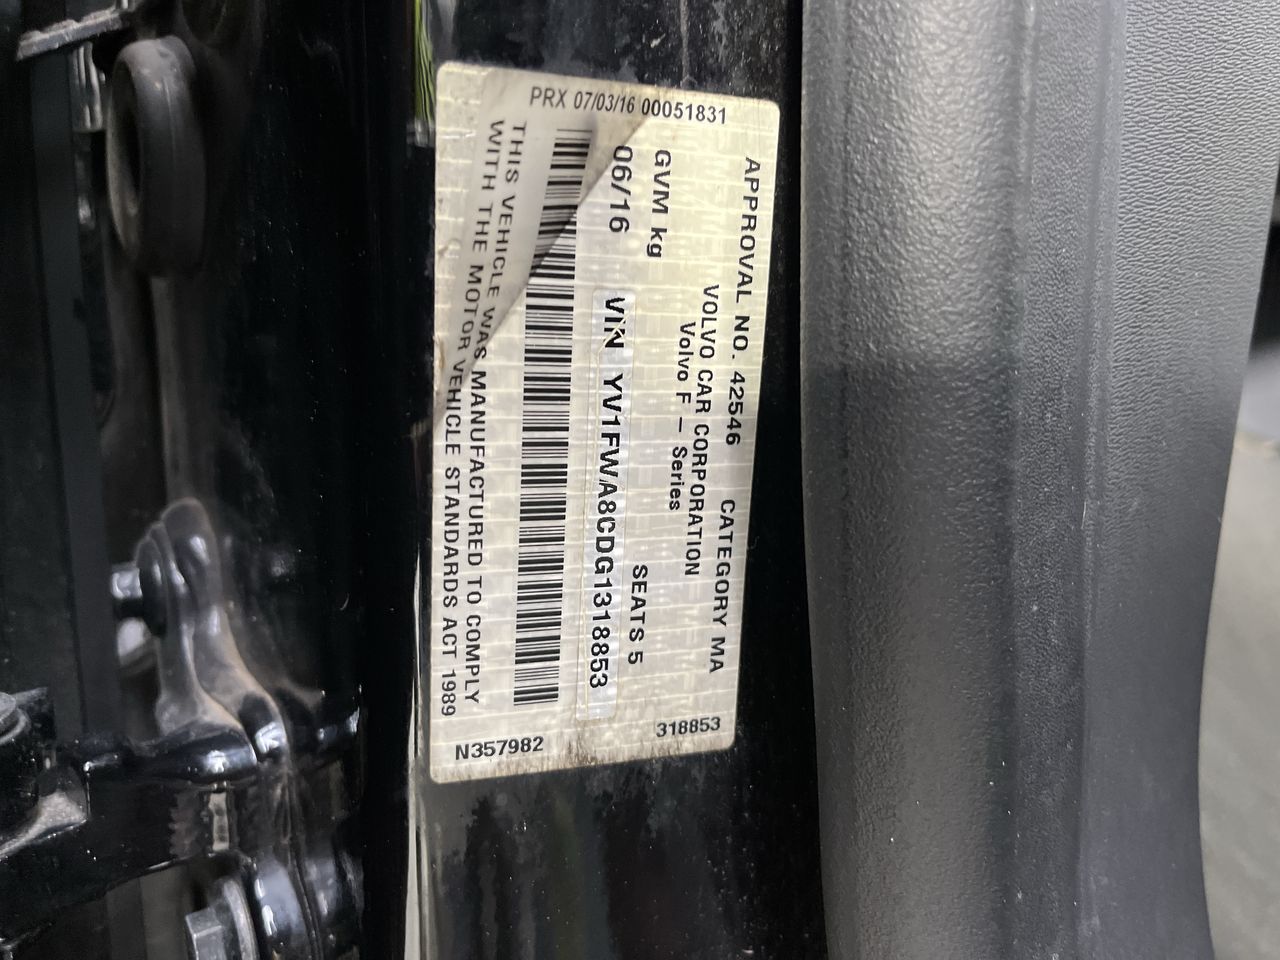 APPROVAL NO. 42546 CATEGORY MA
VOLVO CAR CORPORATION
Volvo F – Series
GVM kg SEATS 5
06/16 VIN YV1FWA8CDG1318853
THIS VEHICLE WAS MANUFACTURED TO COMPLY
WITH THE MOTOR VEHICLE STANDARDS ACT 1989
PRX 07/03/16 00051831
N357982
318853